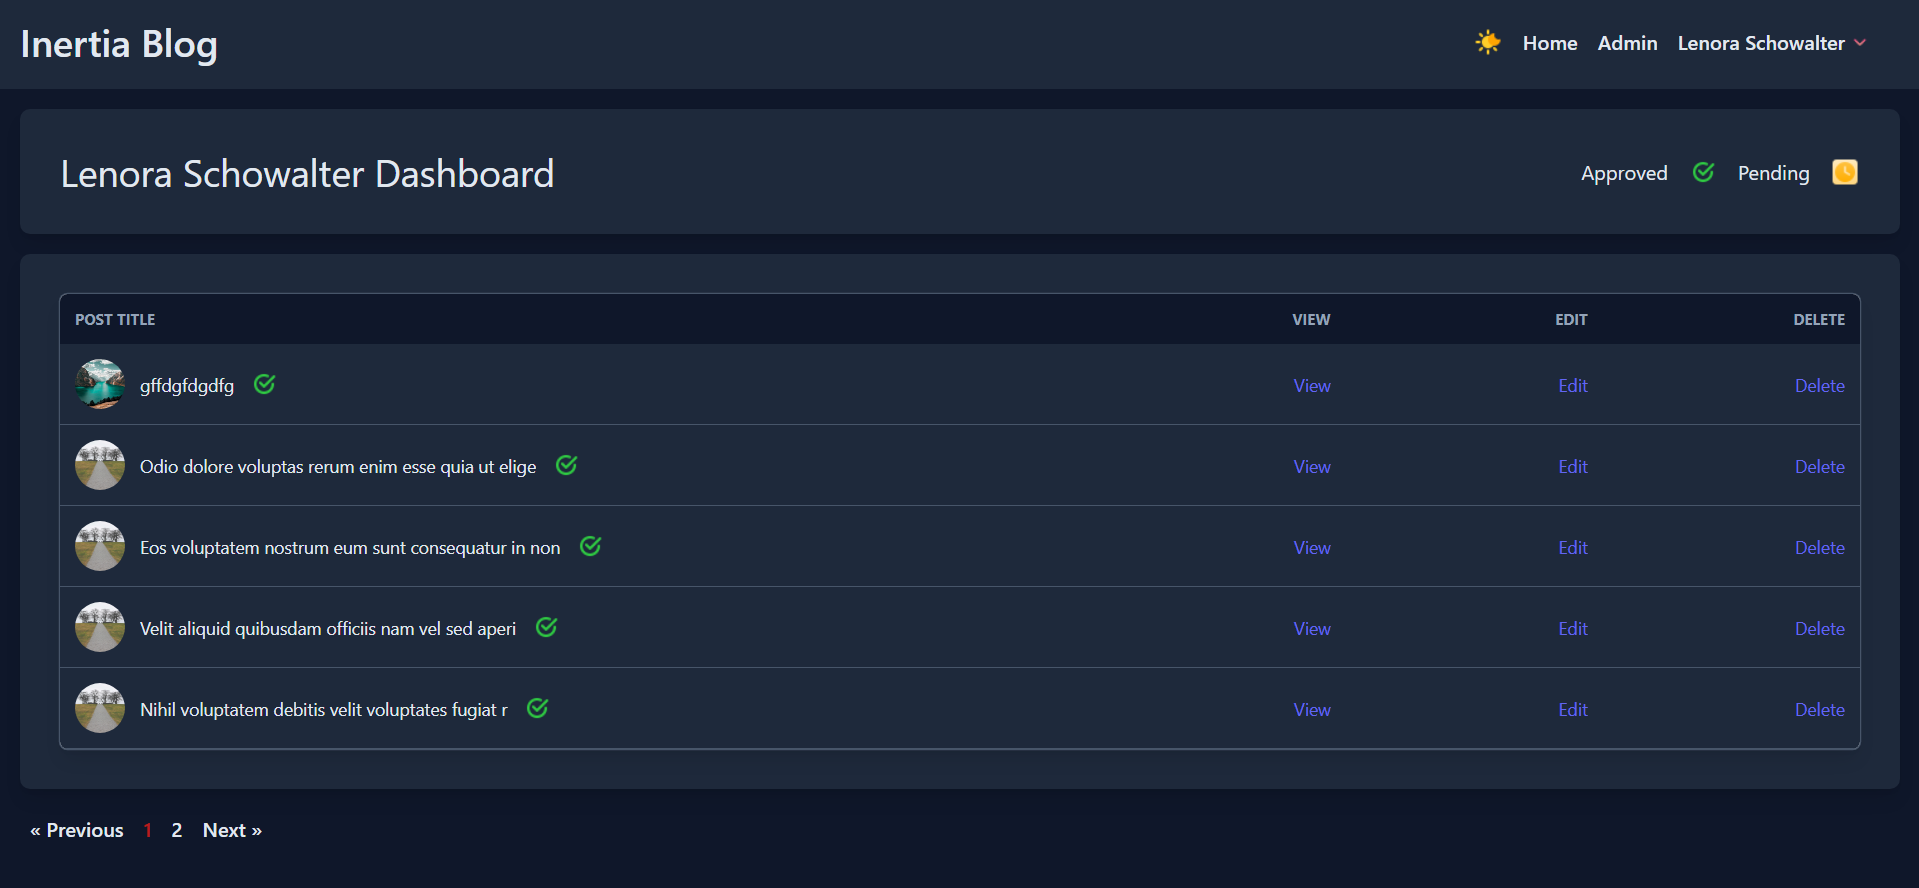 Inertia Blog
Home Admin Lenora Schowalter
Lenora Schowalter Dashboard
Approved Pending
POST TITLE VIEW EDIT DELETE
gffdgfdgdfg View Edit Delete
Odio dolore voluptas rerum enim esse quia ut elige View Edit Delete
Eos voluptatem nostrum eum sunt consequatur in non View Edit Delete
Velit aliquid quibusdam officiis nam vel sed aperi View Edit Delete
Nihil voluptatem debitis velit voluptates fugiat r View Edit Delete
« Previous 1 2 Next »